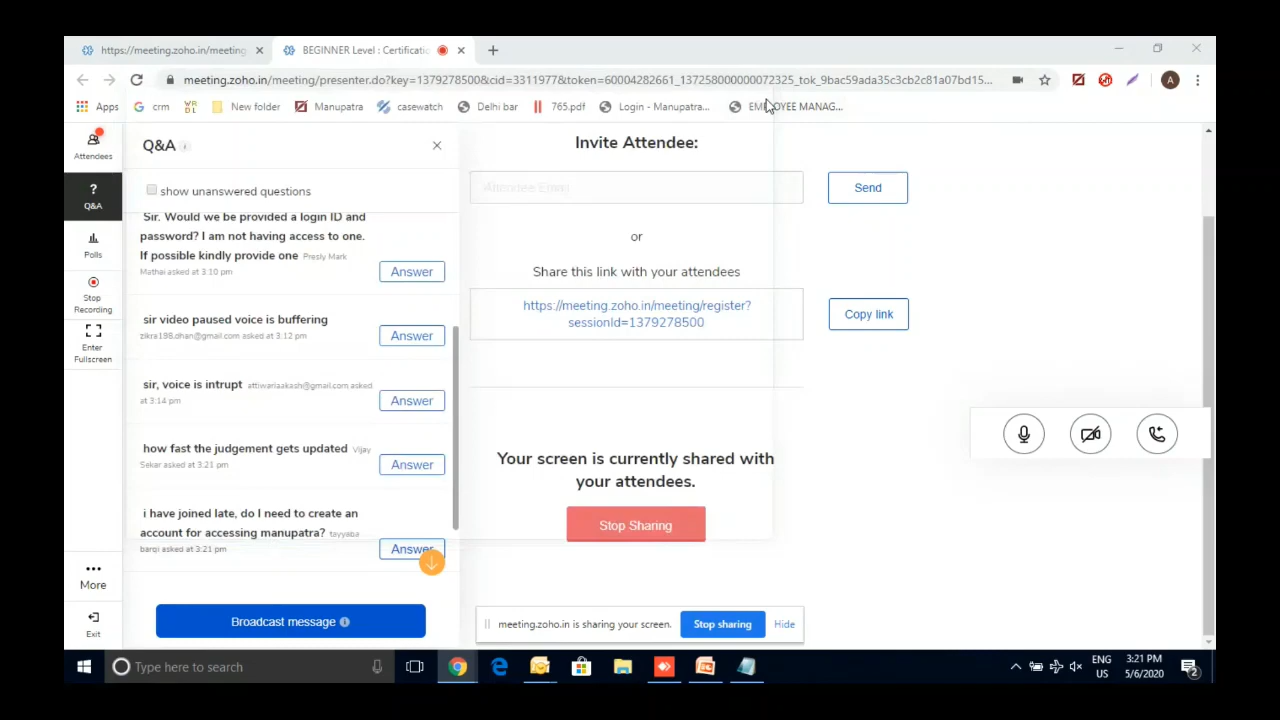 https://meeting.zoho.in/meeting
BEGINNER Level : Certificatio
meeting.zoho.in/meeting/presenter.do?key=1379278500&cid=3311977&token=60004282661_137258000000072325_tok_9bac59ada35c3cb2c81a07bd15...
A
Apps
crm
New folder
Manupatra
casewatch
Delhi bar
765.pdf
Login - Manupatra...
EMPLOYEE MANAG...
Attendees
?
Q&A
Polls
Stop
Recording
Enter
Fullscreen
More
Exit
Q&A
show unanswered questions
Sir. Would we be provided a login ID and
password? I am not having access to one.
If possible kindly provide one Presly Mark
Mathai asked at 3:10 pm
Answer
sir video paused voice is buffering
zikra198.dhan@gmail.com asked at 3:12 pm
Answer
sir, voice is intrupt attiwariaakash@gmail.com asked
at 3:14 pm
Answer
how fast the judgement gets updated Vijay
Sekar asked at 3:21 pm
Answer
i have joined late, do I need to create an
account for accessing manupatra? tayyaba
barqi asked at 3:21 pm
Answer
Broadcast message
Invite Attendee:
Attendee Email
Send
or
Share this link with your attendees
https://meeting.zoho.in/meeting/register?
sessionId=1379278500
Copy link
Your screen is currently shared with
your attendees.
Stop Sharing
meeting.zoho.in is sharing your screen.
Stop sharing
Hide
Type here to search
ENG
US
3:21 PM
5/6/2020
2